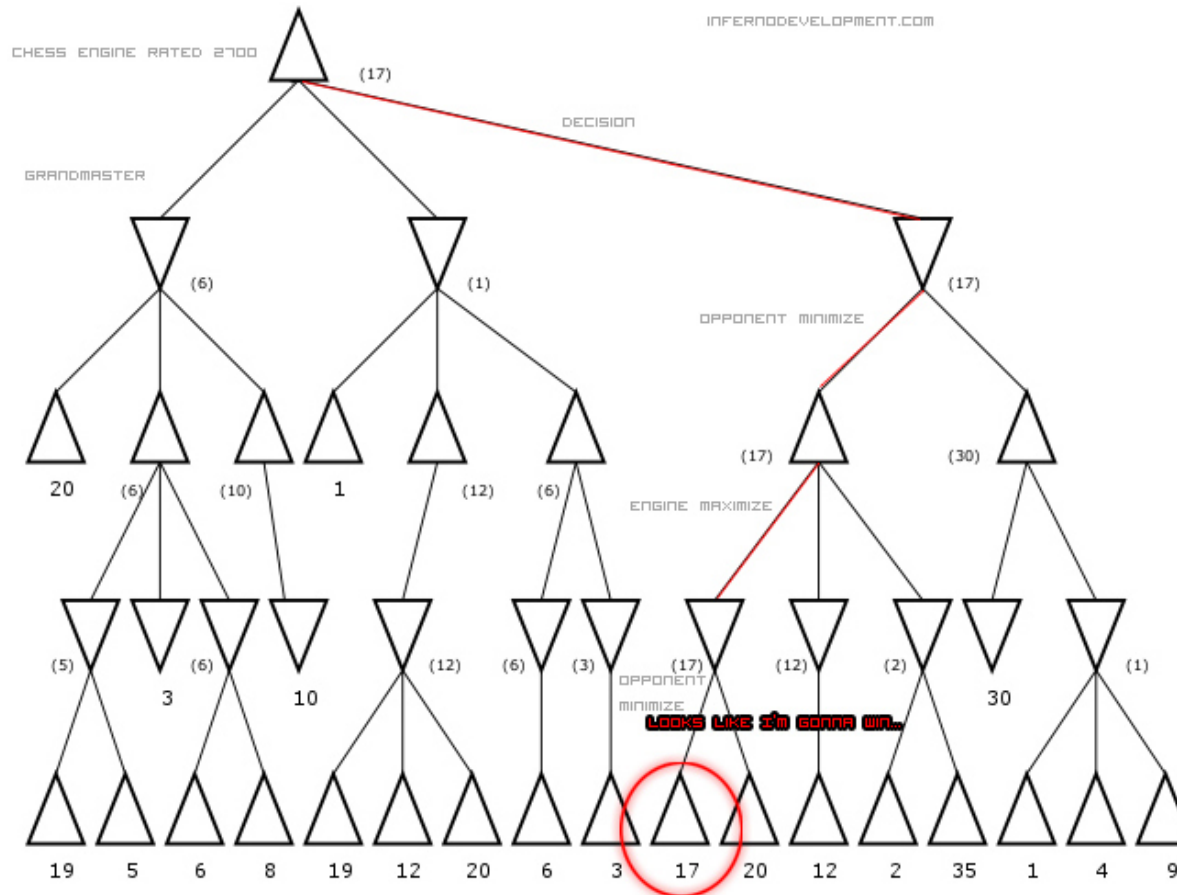 INFERNODEVELOPMENT.COM
CHESS ENGINE RATED 2700
(17)
DECISION
GRANDMASTER
(6) (1) (17)
OPPONENT MINIMIZE
20 (6) (10) 1 (12) (6) (17) (30)
ENGINE MAXIMIZE
(5) 3 (6) 10 (12) (6) (3) (17) (12) (2) 30 (1)
OPPONENT
MINIMIZE
LOOKS LIKE I'M GONNA WIN...
19 5 6 8 19 12 20 6 3 17 20 12 2 35 1 4 9